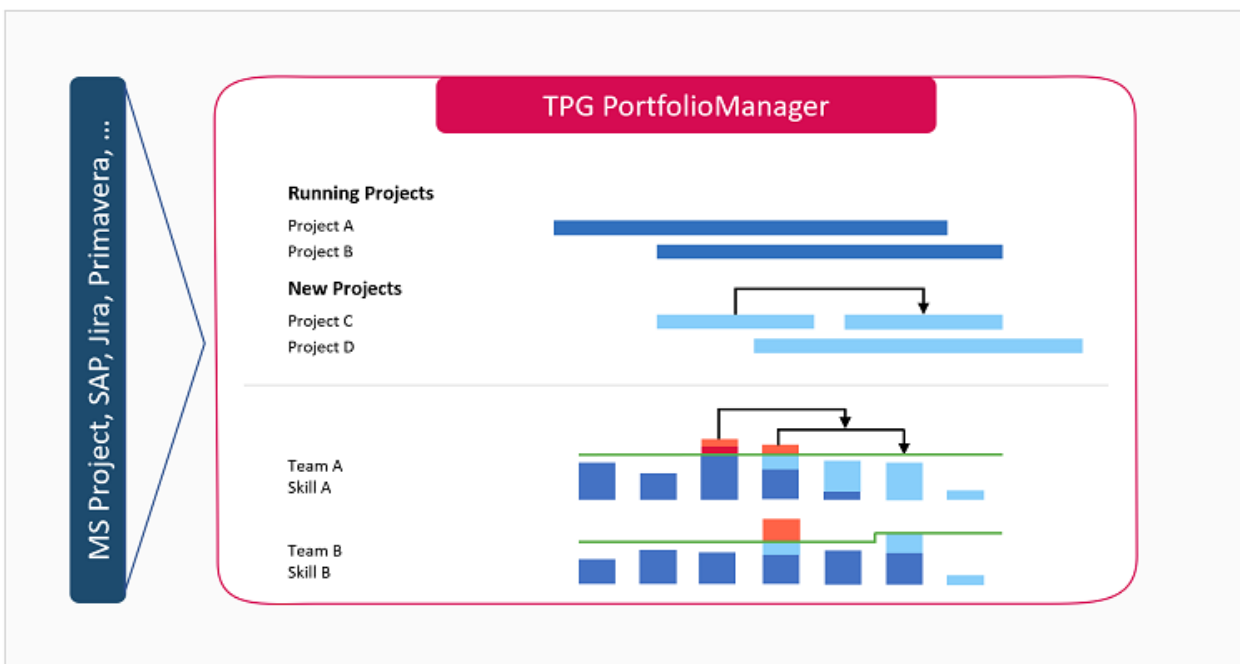 MS Project, SAP, Jira, Primavera, ...
TPG PortfolioManager
Running Projects
Project A
Project B
New Projects
Project C
Project D
Team A
Skill A
Team B
Skill B